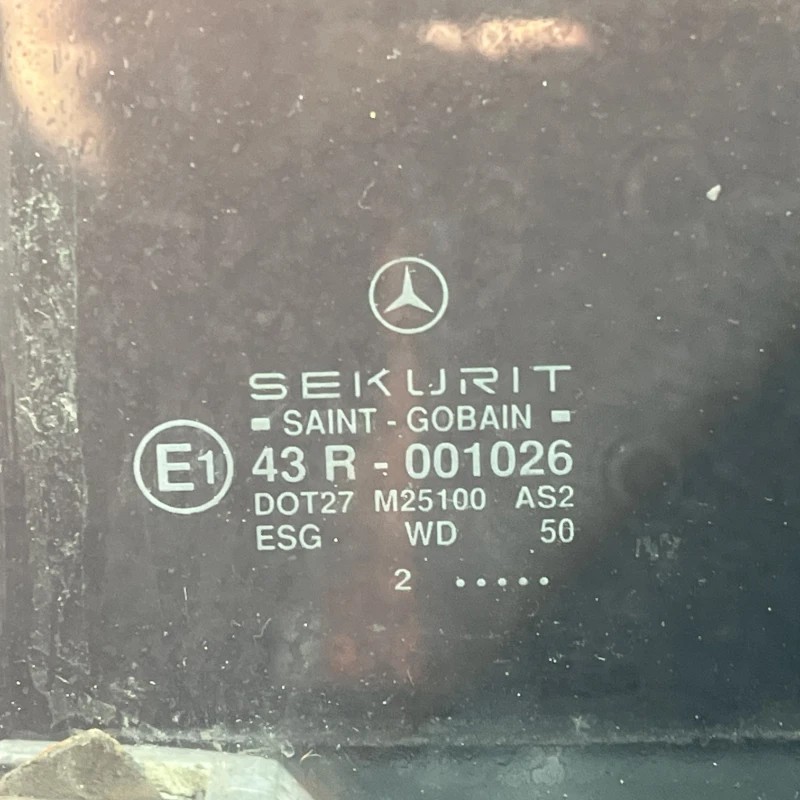 SEKURIT
SAINT - GOBAIN
E1 43 R - 001026
DOT27 M25100 AS2
ESG WD 50
2 .....